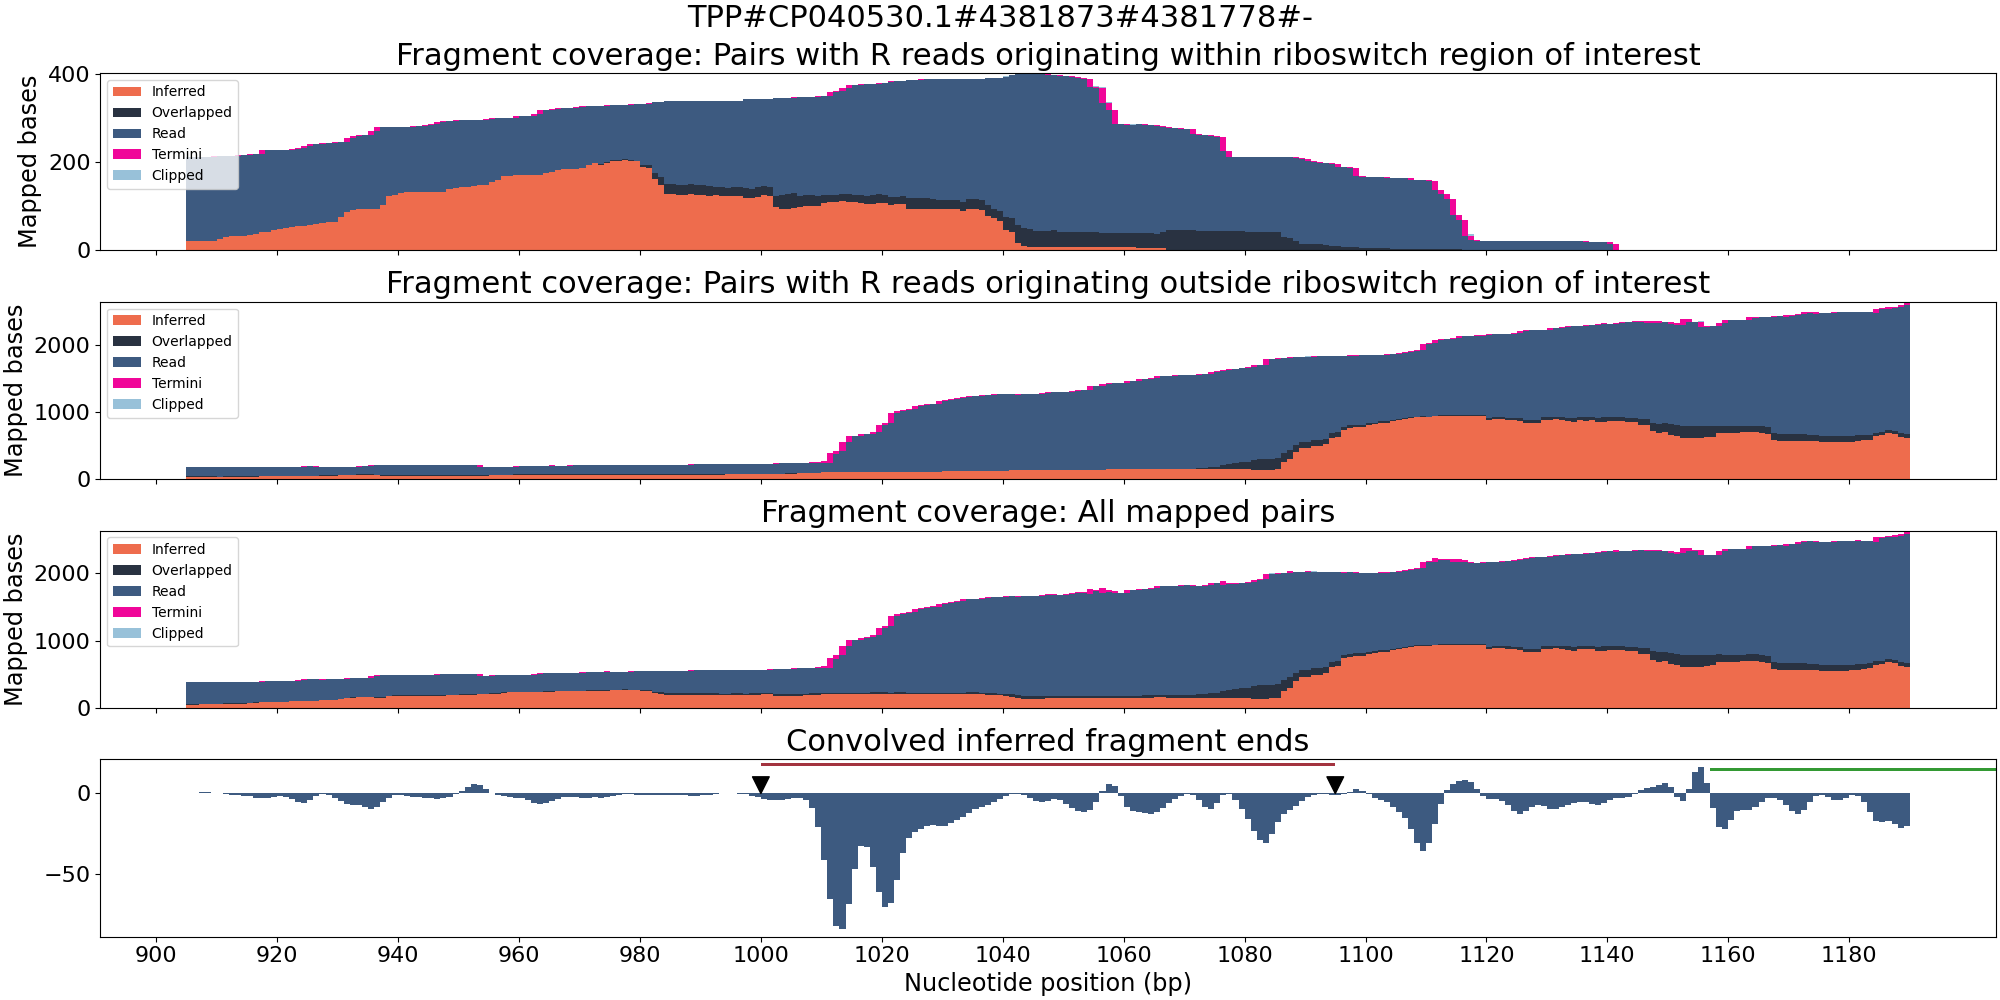 TPP#CP040530.1#4381873#4381778#-
Fragment coverage: Pairs with R reads originating within riboswitch region of interest
Mapped bases
400
200
0
Inferred
Overlapped
Read
Termini
Clipped
Fragment coverage: Pairs with R reads originating outside riboswitch region of interest
Mapped bases
2000
1000
0
Inferred
Overlapped
Read
Termini
Clipped
Fragment coverage: All mapped pairs
Mapped bases
2000
1000
0
Inferred
Overlapped
Read
Termini
Clipped
Convolved inferred fragment ends
0
−50
900 920 940 960 980 1000 1020 1040 1060 1080 1100 1120 1140 1160 1180
Nucleotide position (bp)